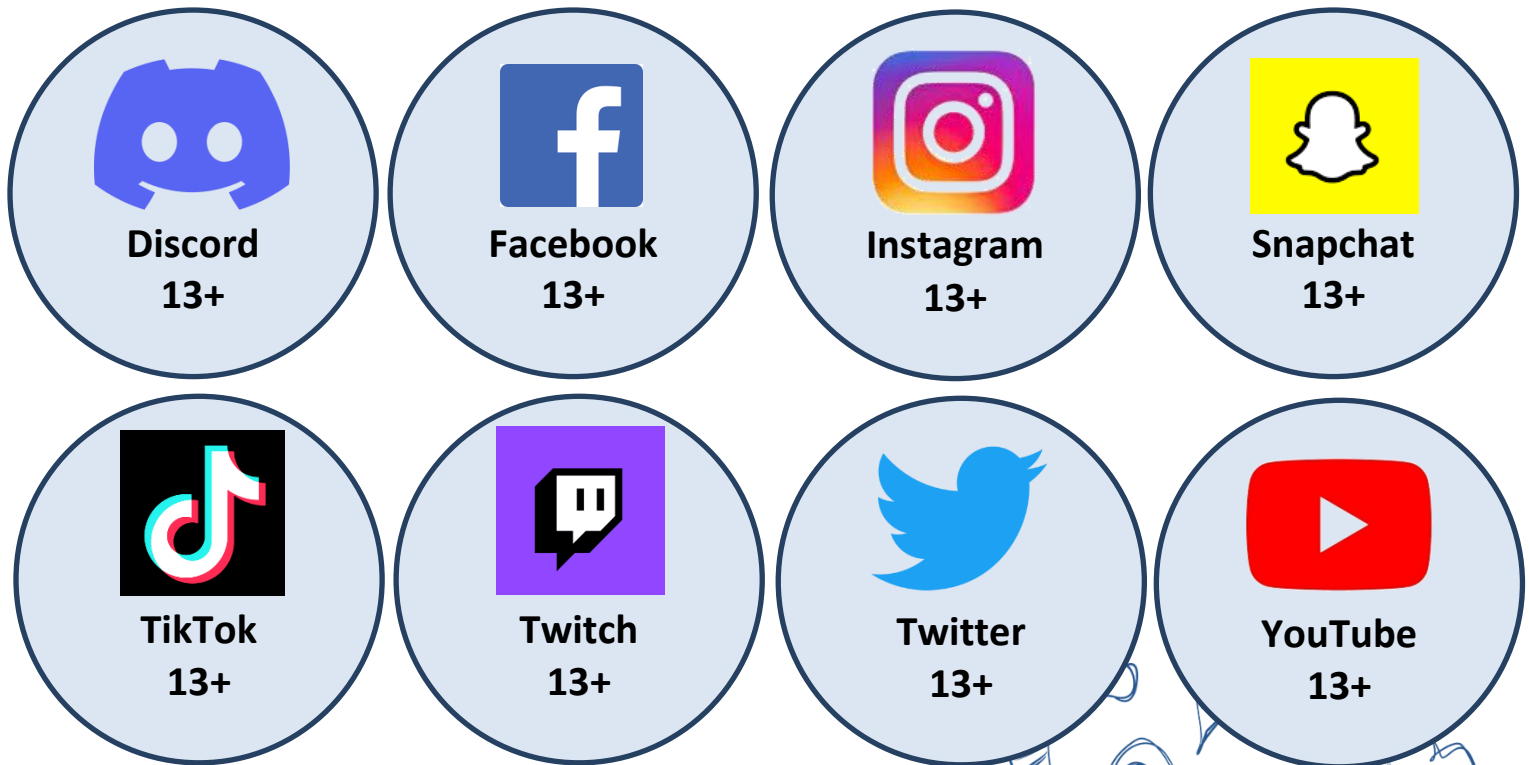 Discord
13+
Facebook
13+
Instagram
13+
Snapchat
13+
TikTok
13+
Twitch
13+
Twitter
13+
YouTube
13+